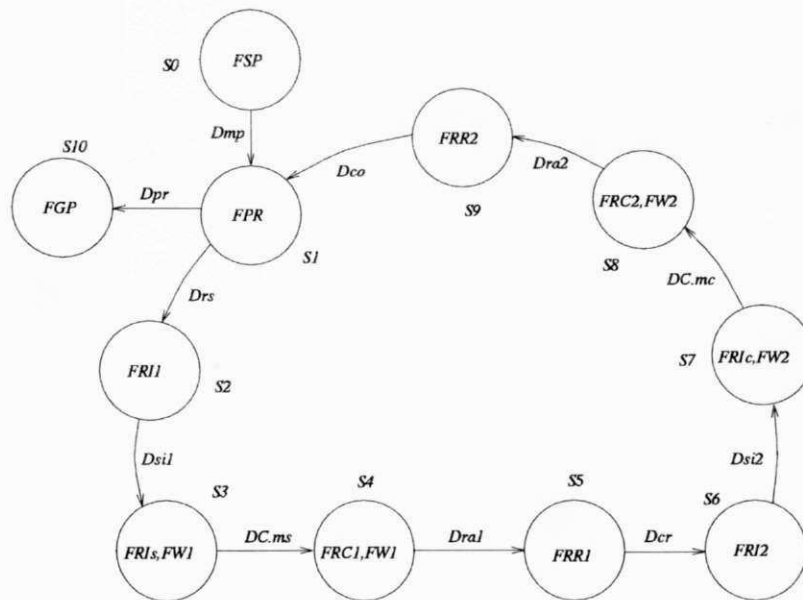 S0
FSP
Dmp
S10
FGP
Dpr
FPR
S1
Dco
FRR2
S9
Dra2
FRC2,FW2
S8
DC.mc
FRIc,FW2
S7
Drs
FRI1
S2
Dsi1
Dsi2
S3
FRIs,FW1
DC.ms
S4
FRC1,FW1
Dra1
S5
FRR1
Dcr
S6
FRI2